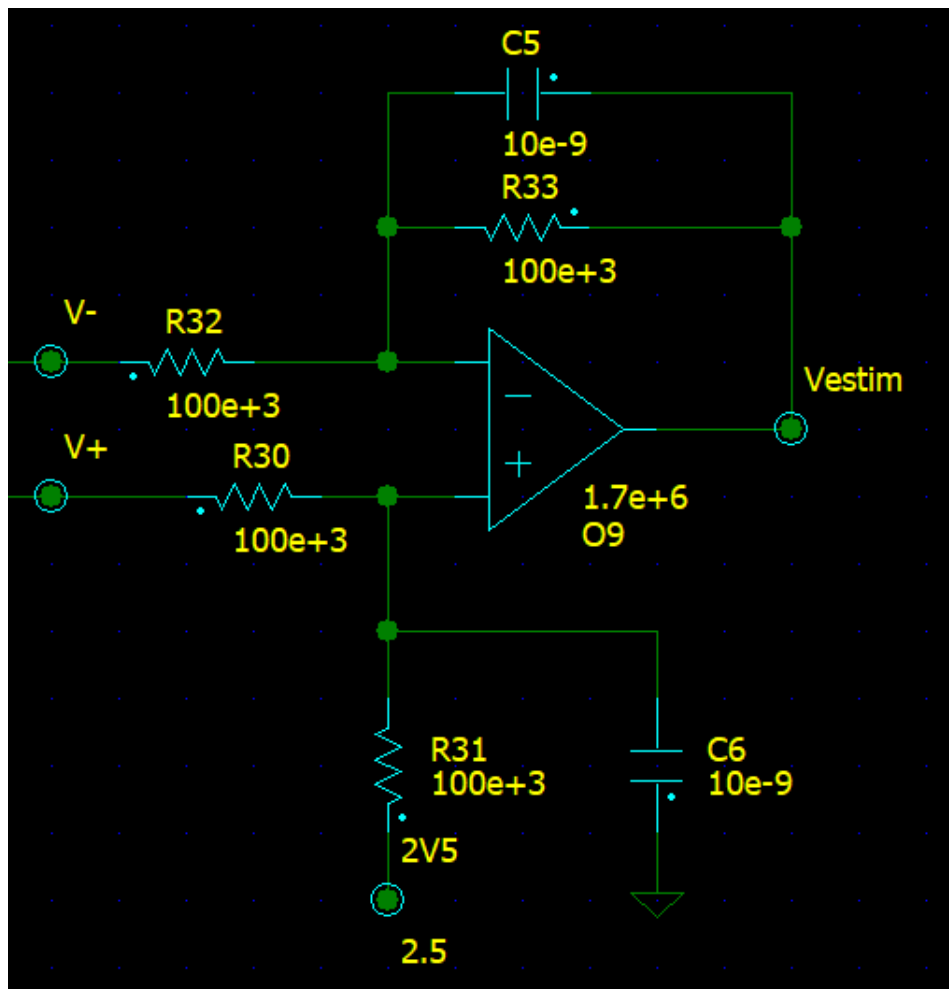 C5
10e-9
R33
100e+3
V-
R32
100e+3
Vestim
V+
R30
100e+3
−
+
1.7e+6
O9
R31
100e+3
C6
10e-9
2V5
2.5